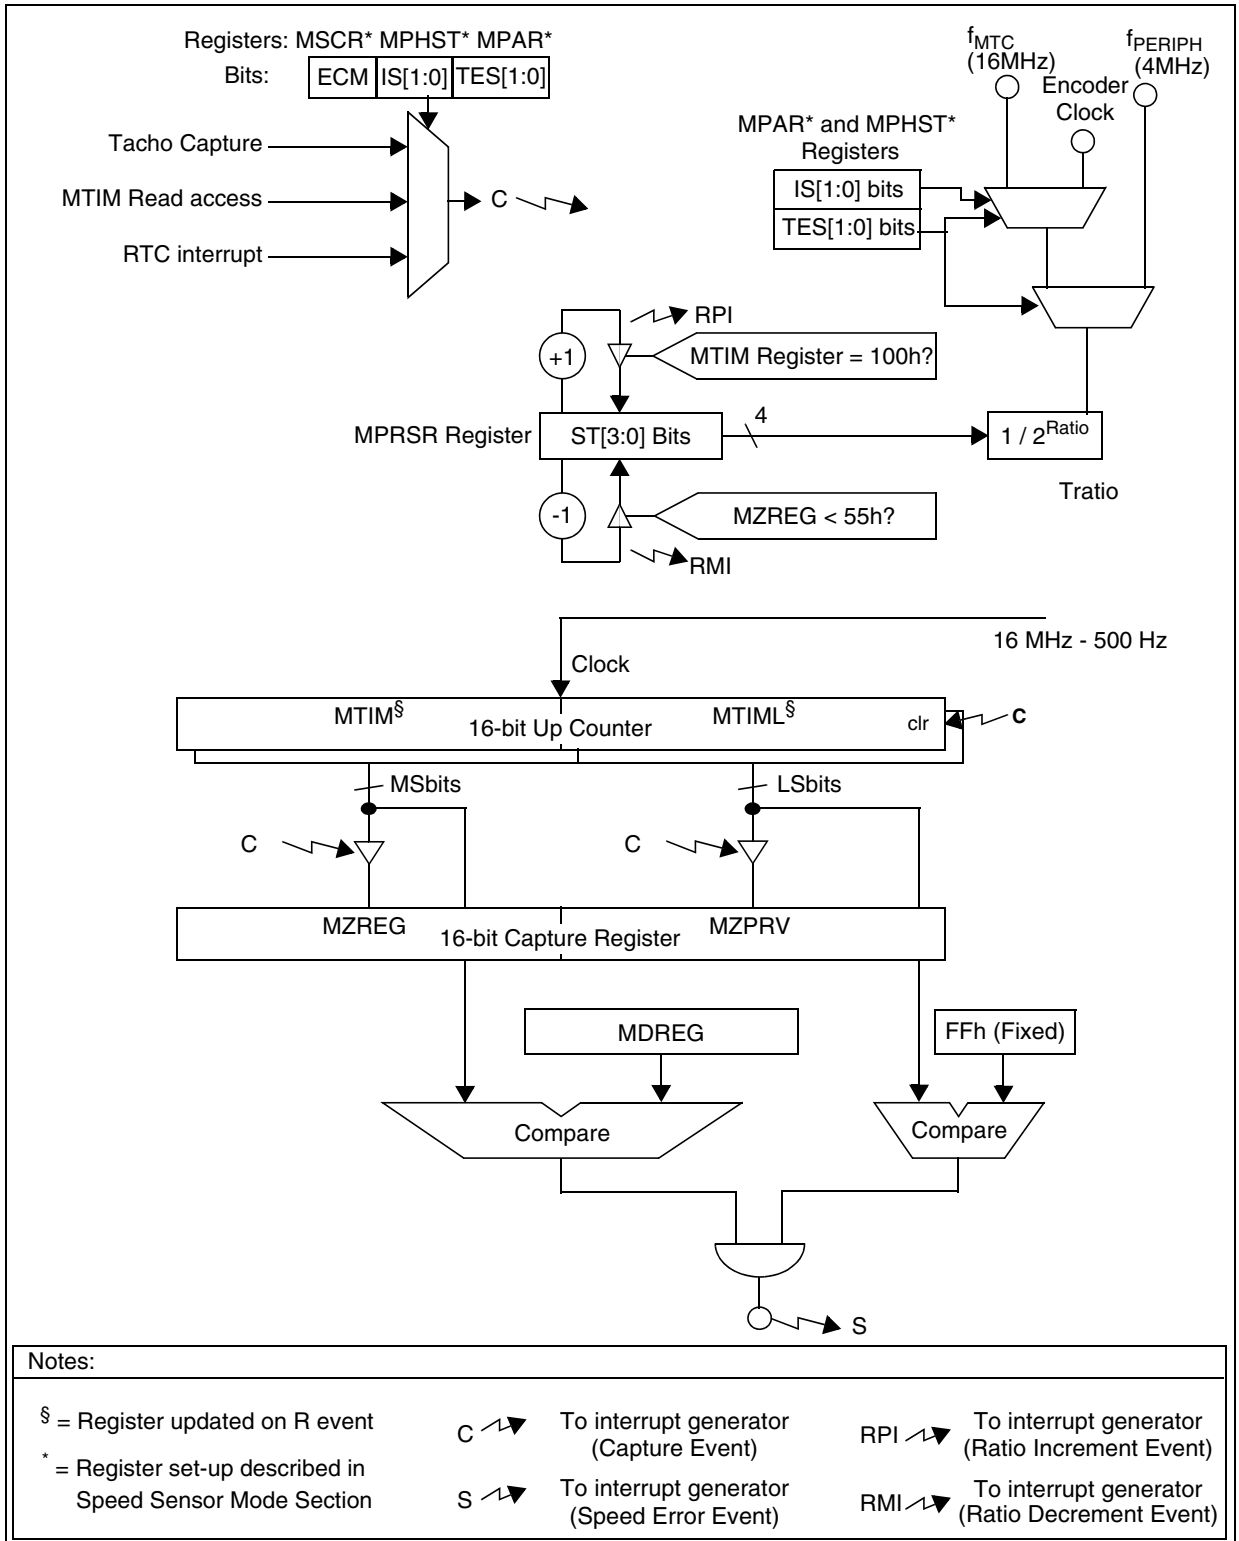 Registers: MSCR* MPHST* MPAR*
Bits: ECM IS[1:0] TES[1:0]
Tacho Capture
MTIM Read access
RTC interrupt
C
fMTC
(16MHz)
fPERIPH
(4MHz)
Encoder
Clock
MPAR* and MPHST*
Registers
IS[1:0] bits
TES[1:0] bits
RPI
+1
MTIM Register = 100h?
MPRSR Register
ST[3:0] Bits
4
1 / 2^Ratio
Tratio
-1
MZREG < 55h?
RMI
16 MHz - 500 Hz
Clock
MTIM§
16-bit Up Counter
MTIML§
clr
C
MSbits
LSbits
C
C
MZREG
16-bit Capture Register
MZPRV
MDREG
FFh (Fixed)
Compare
Compare
S
Notes:
§ = Register updated on R event
* = Register set-up described in
Speed Sensor Mode Section
C
To interrupt generator
(Capture Event)
S
To interrupt generator
(Speed Error Event)
RPI
To interrupt generator
(Ratio Increment Event)
RMI
To interrupt generator
(Ratio Decrement Event)